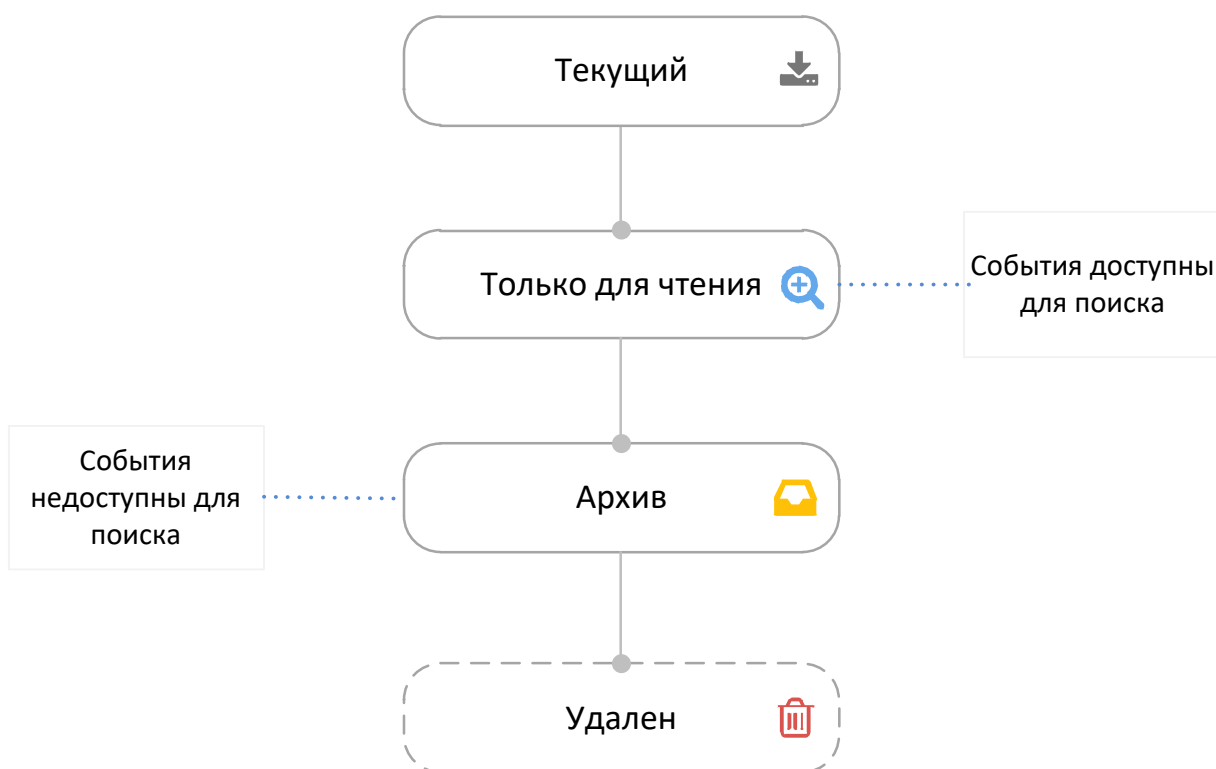 Текущий
Только для чтения
События доступны
для поиска
События
недоступны для
поиска
Архив
Удален